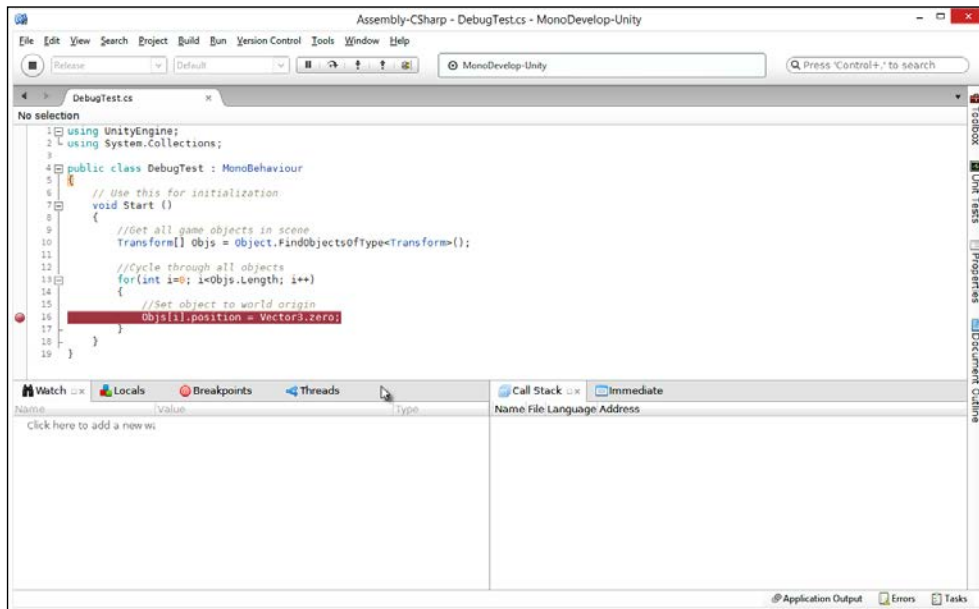 Assembly-CSharp - DebugTest.cs - MonoDevelop-Unity
File Edit View Search Project Build Run Version Control Tools Window Help
Release Default MonoDevelop-Unity Press 'Control+,' to search
DebugTest.cs
No selection
1 using UnityEngine;
2 using System.Collections;
3
4 public class DebugTest : MonoBehaviour
5 {
6 // Use this for initialization
7 void Start ()
8 {
9 //Get all game objects in scene
10 Transform[] Objs = Object.FindObjectsOfType<Transform>();
11
12 //Cycle through all objects
13 for(int i=0; i<Objs.Length; i++)
14 {
15 //Set object to world origin
16 Objs[i].position = Vector3.zero;
17 }
18 }
19 }
Toolbox
Unit Tests
Properties
Document Outline
Watch Locals Breakpoints Threads Call Stack Immediate
Name Value Type Name File Language Address
Click here to add a new wa
Application Output Errors Tasks